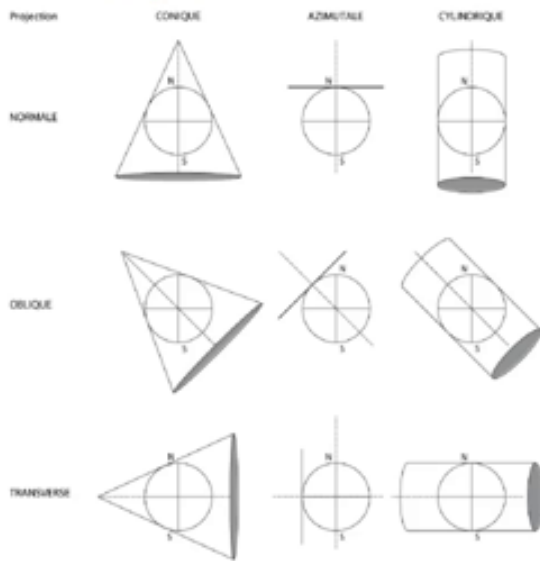 Projection CONIQUE AZIMUTALE CYLINDRIQUE
N N N
NORMALE
S S S
N N N
OBLIQUE
S S S
N N N
TRANSVERSE
S S S